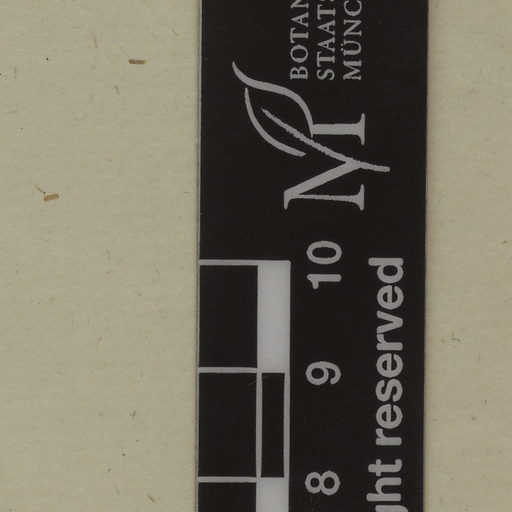 BOTAN
STAATS
MÜNC
M
10
9
8
ght reserved